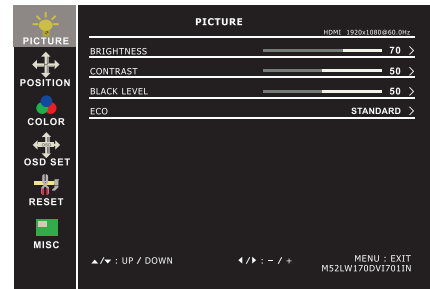 PICTURE
HDMI 1920x1080@60.0Hz
PICTURE
POSITION
COLOR
OSD
OSD SET
RESET
MISC
BRIGHTNESS 70 >
CONTRAST 50 >
BLACK LEVEL 50 >
ECO STANDARD >
▲/▼ : UP / DOWN ◀/▶ : – / + MENU : EXIT
M52LW170DVI701IN